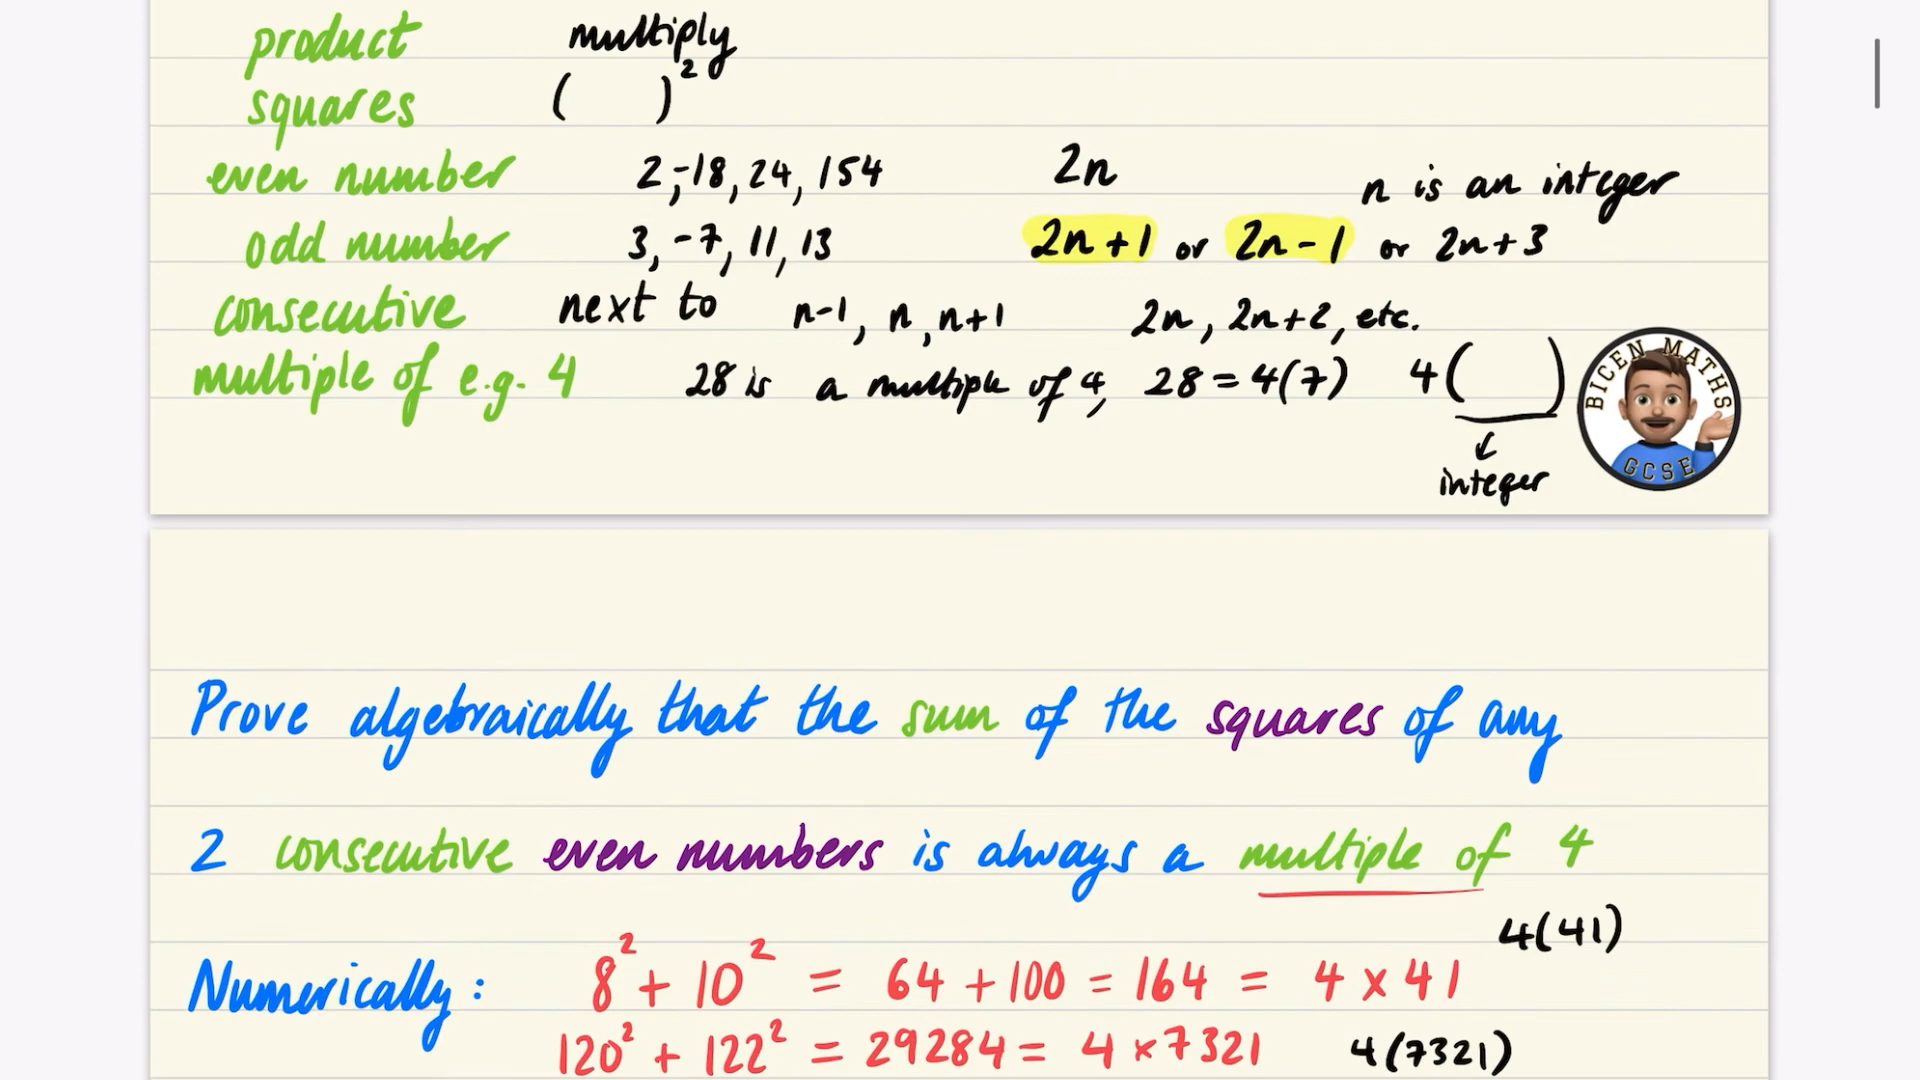 product multiply
squares ( )²
even number 2, -18, 24, 154 2n n is an integer
odd number 3, -7, 11, 13 2n+1 or 2n-1 or 2n+3
consecutive next to n-1, n, n+1 2n, 2n+2, etc.
multiple of e.g. 4 28 is a multiple of 4, 28 = 4(7) 4( )
integer
BICEN MATHS
GCSE
Prove algebraically that the sum of the squares of any
2 consecutive even numbers is always a multiple of 4
4(41)
Numerically: 8² + 10² = 64 + 100 = 164 = 4 × 41
120² + 122² = 29284 = 4 × 7321 4(7321)